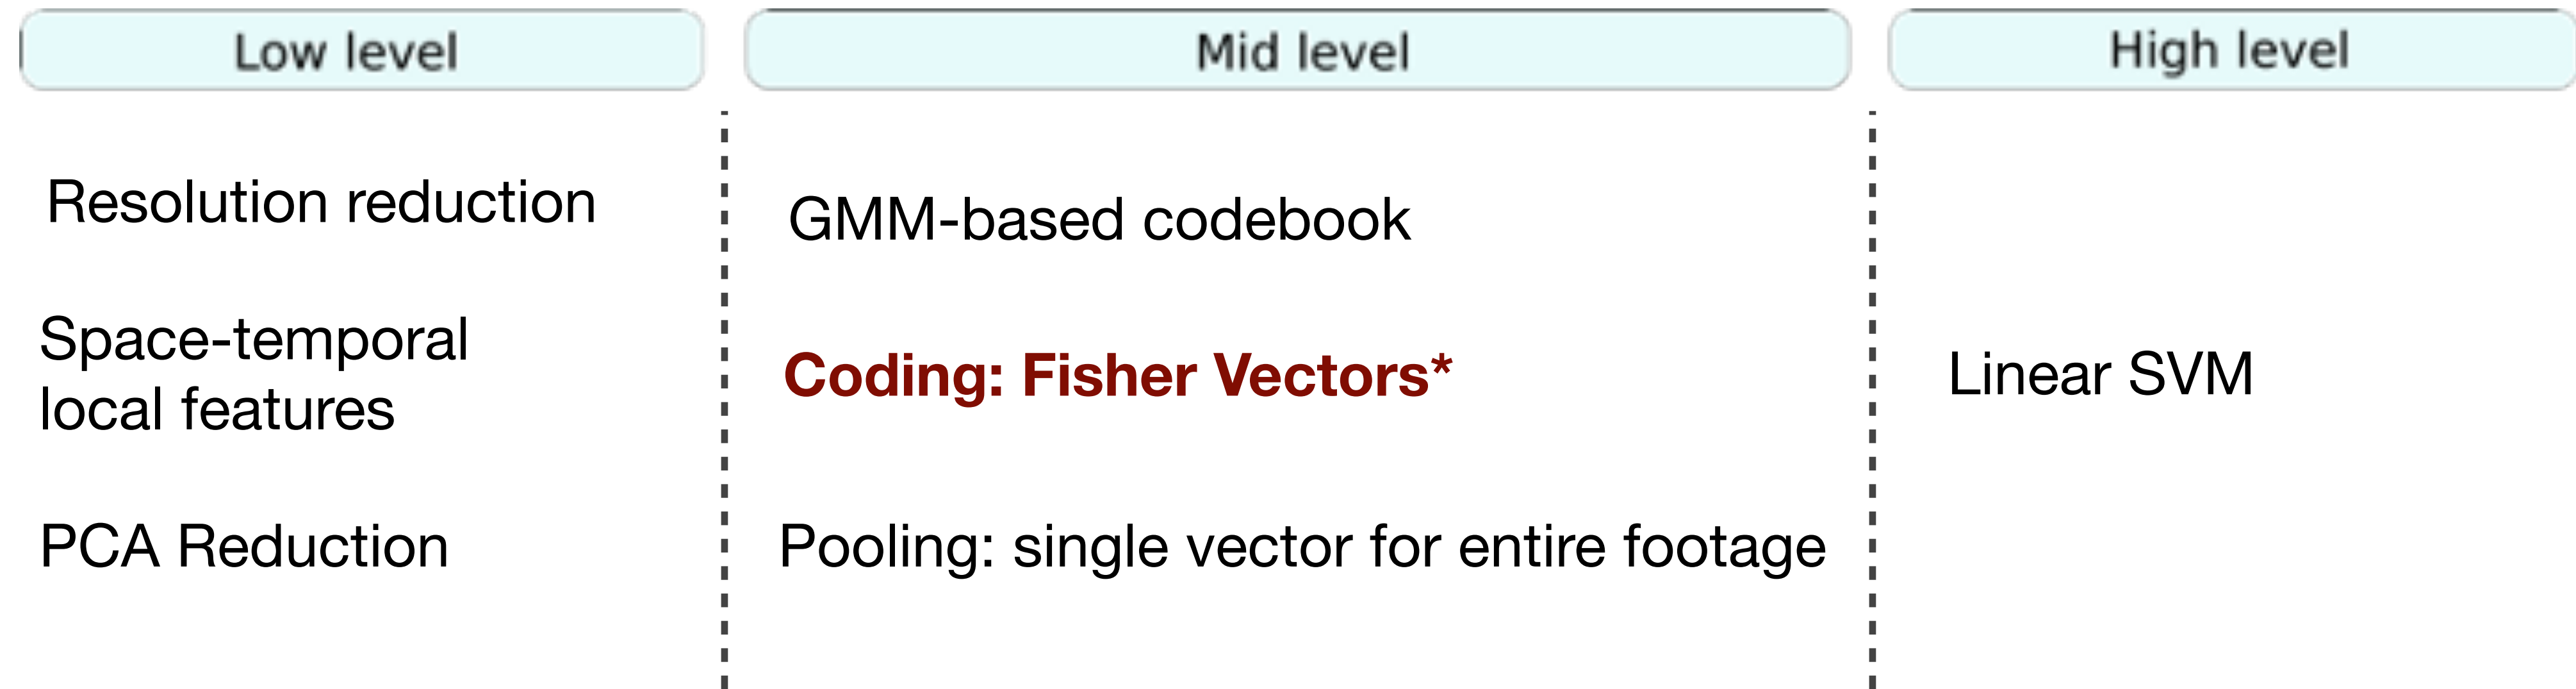 Low level
Mid level
High level
Resolution reduction
Space-temporal
local features
PCA Reduction
GMM-based codebook
Coding: Fisher Vectors*
Pooling: single vector for entire footage
Linear SVM